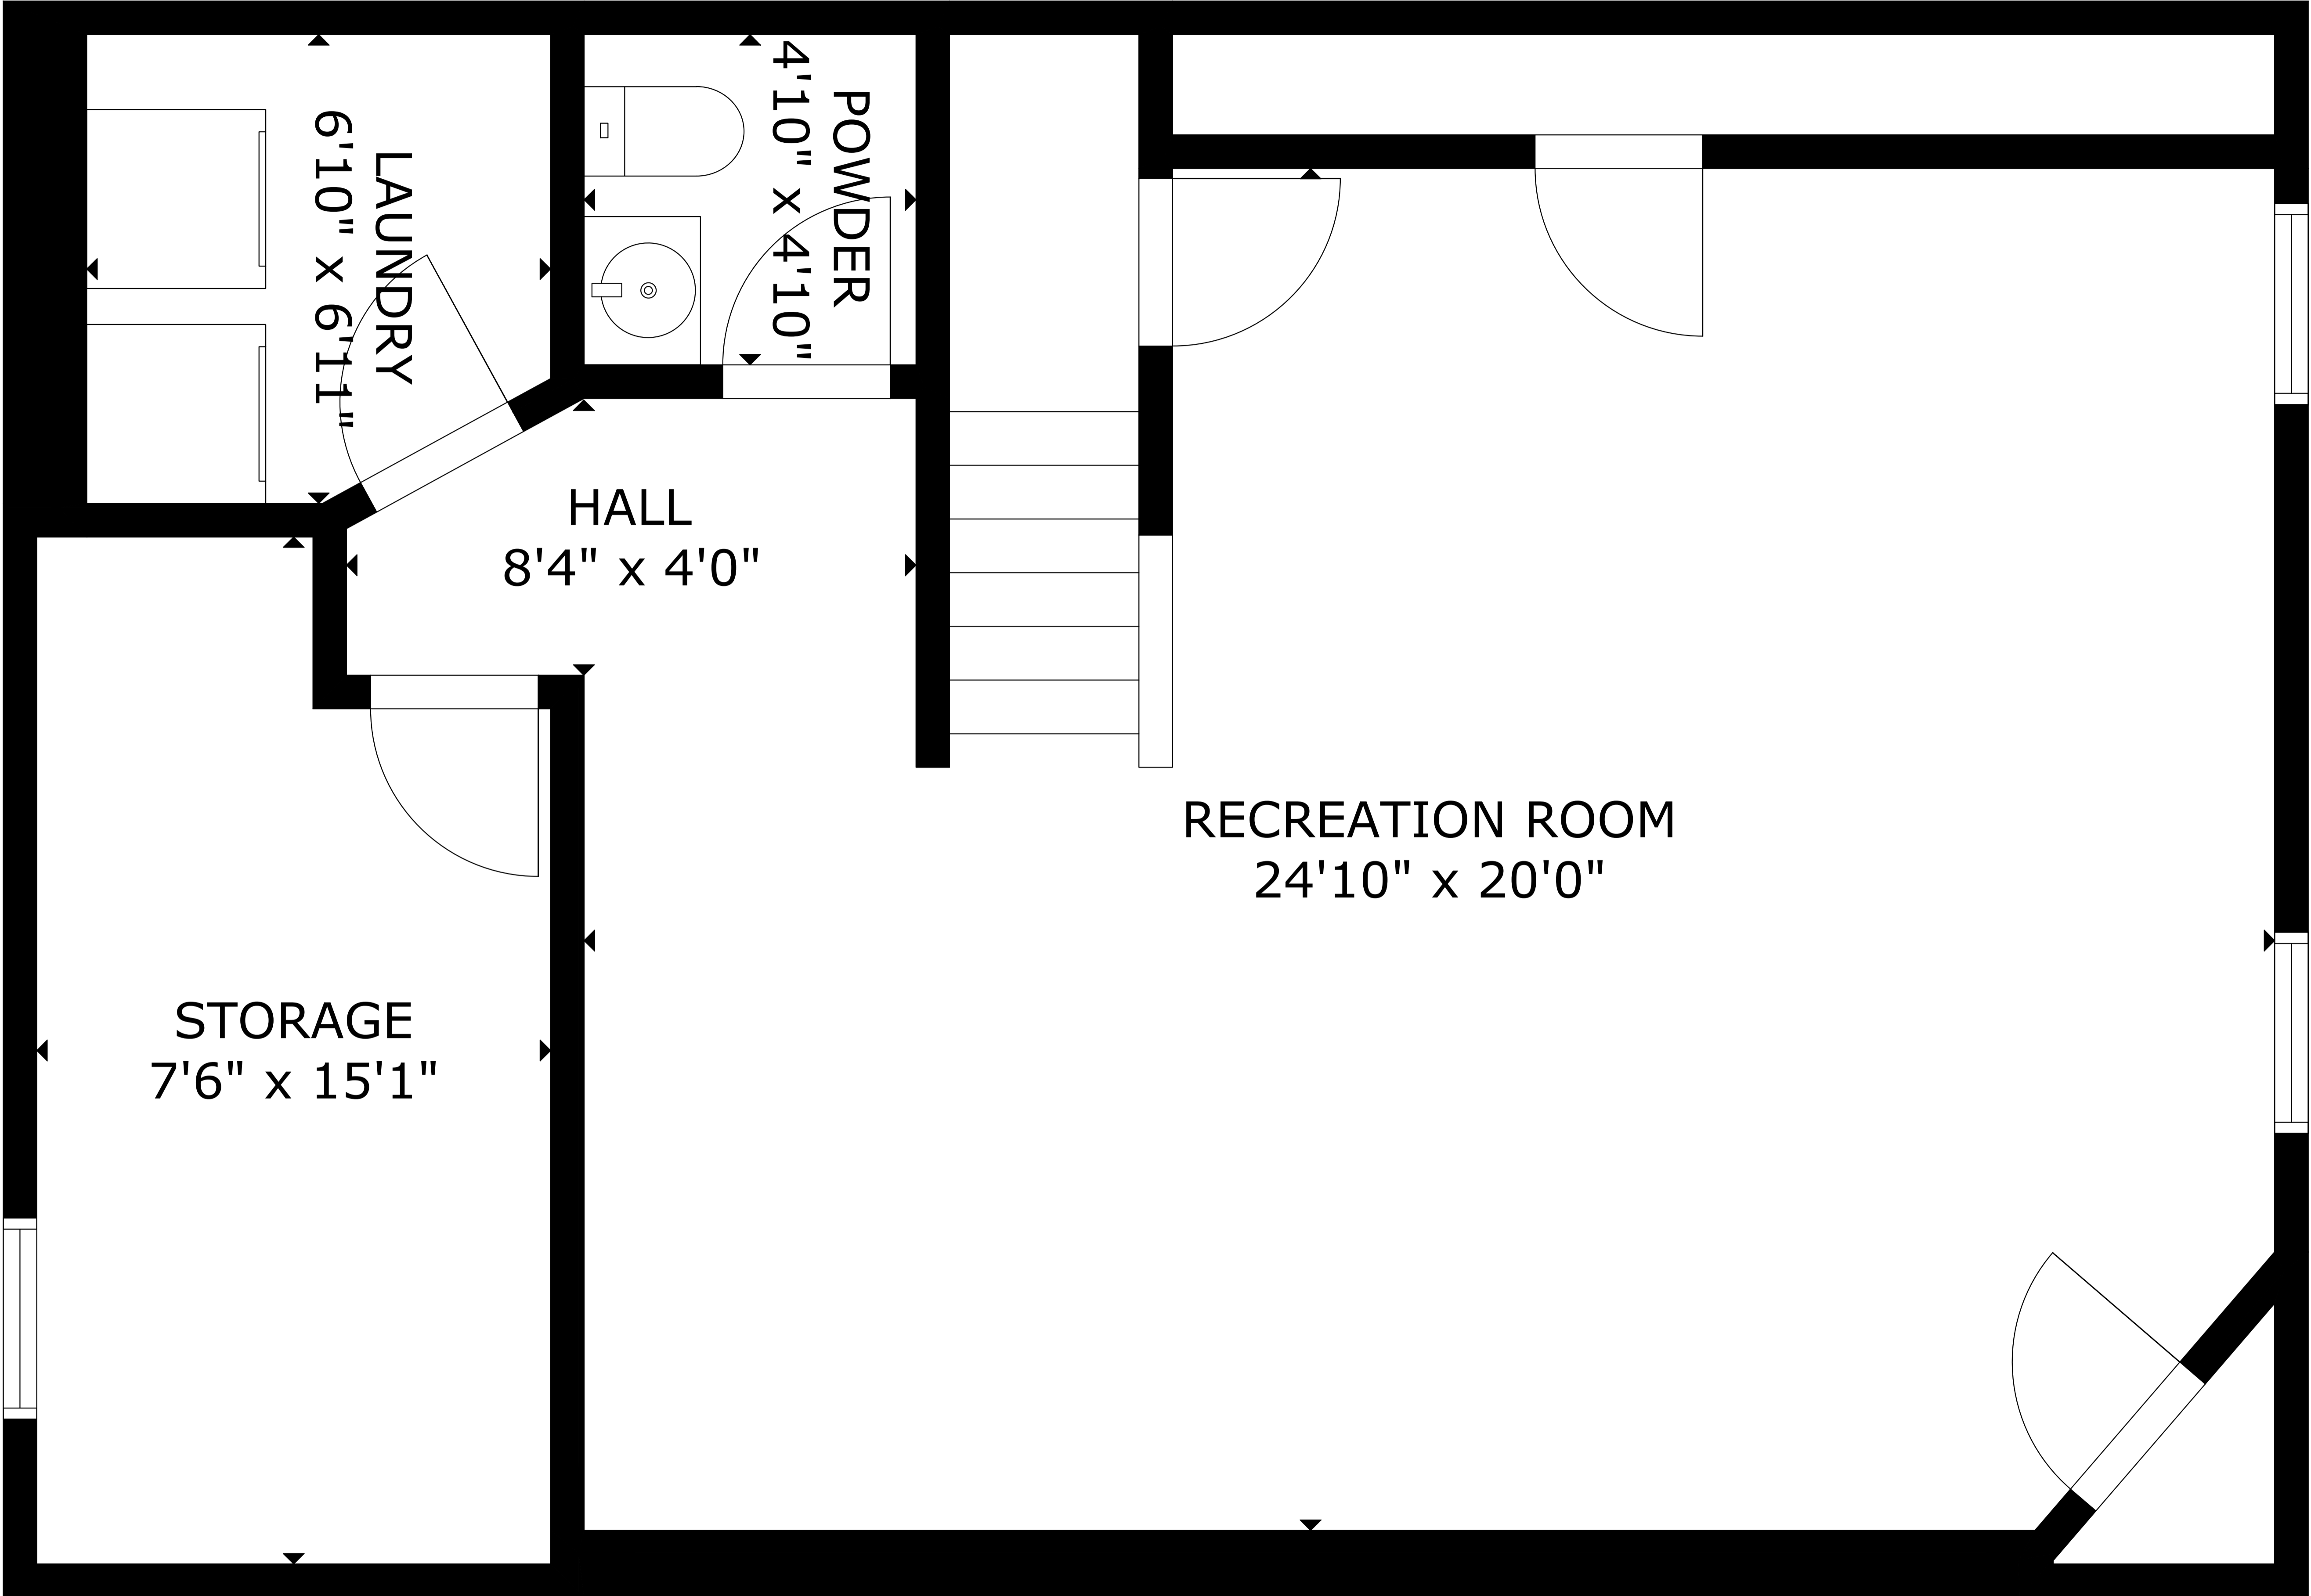 LAUNDRY
6'10" x 6'11"
POWDER
4'10" x 4'10"
HALL
8'4" x 4'0"
RECREATION ROOM
24'10" x 20'0"
STORAGE
7'6" x 15'1"